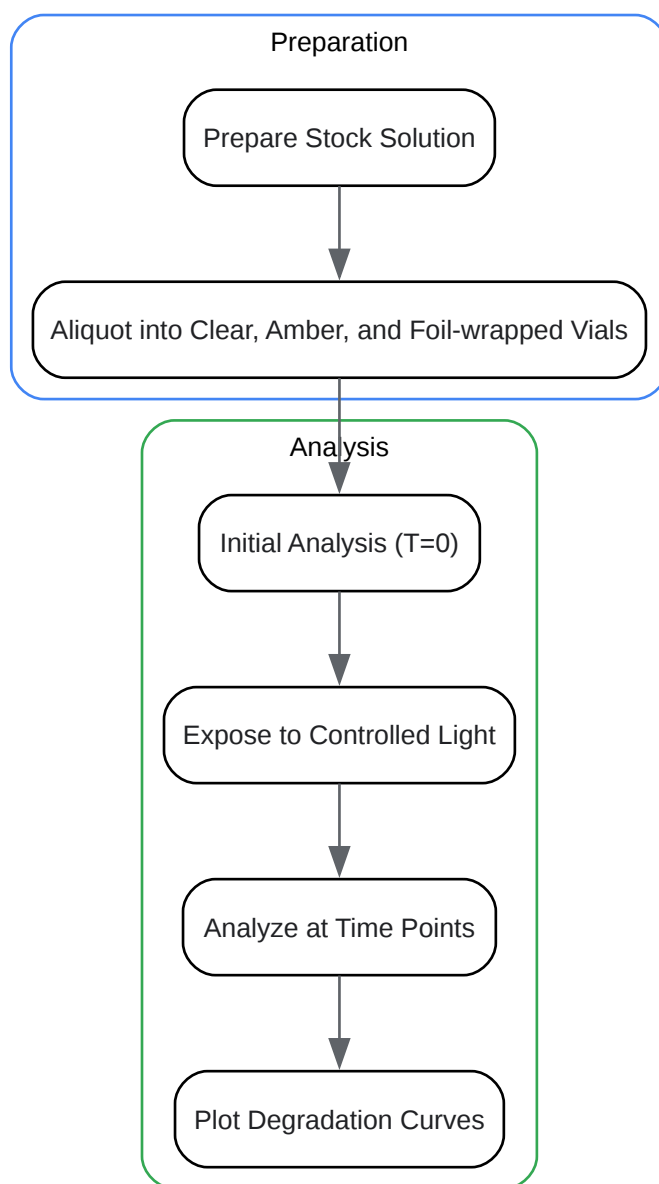 Preparation
Prepare Stock Solution
Aliquot into Clear, Amber, and Foil-wrapped Vials
Analysis
Initial Analysis (T=0)
Expose to Controlled Light
Analyze at Time Points
Plot Degradation Curves